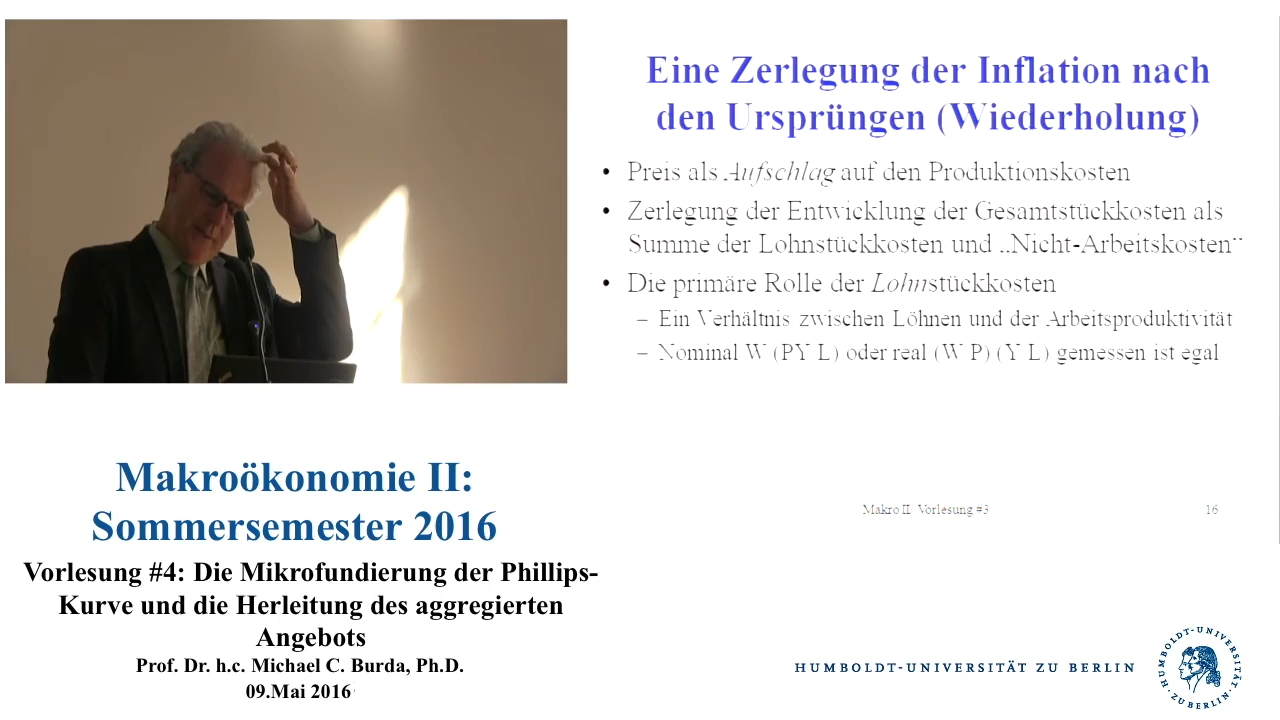 Eine Zerlegung der Inflation nach
den Ursprüngen (Wiederholung)
• Preis als Aufschlag auf den Produktionskosten
• Zerlegung der Entwicklung der Gesamtstückkosten als
Summe der Lohnstückkosten und „Nicht-Arbeitskosten“
• Die primäre Rolle der Lohnstückkosten
– Ein Verhältnis zwischen Löhnen und der Arbeitsproduktivität
– Nominal W (PY L) oder real (W P) (Y L) gemessen ist egal
Makro II Vorlesung #3
16
Makroökonomie II:
Sommersemester 2016
Vorlesung #4: Die Mikrofundierung der Phillips-
Kurve und die Herleitung des aggregierten
Angebots
Prof. Dr. h.c. Michael C. Burda, Ph.D.
09.Mai 2016
HUMBOLDT-UNIVERSITÄT ZU BERLIN
HUMBOLDT-UNIVERSITÄT
ZU BERLIN